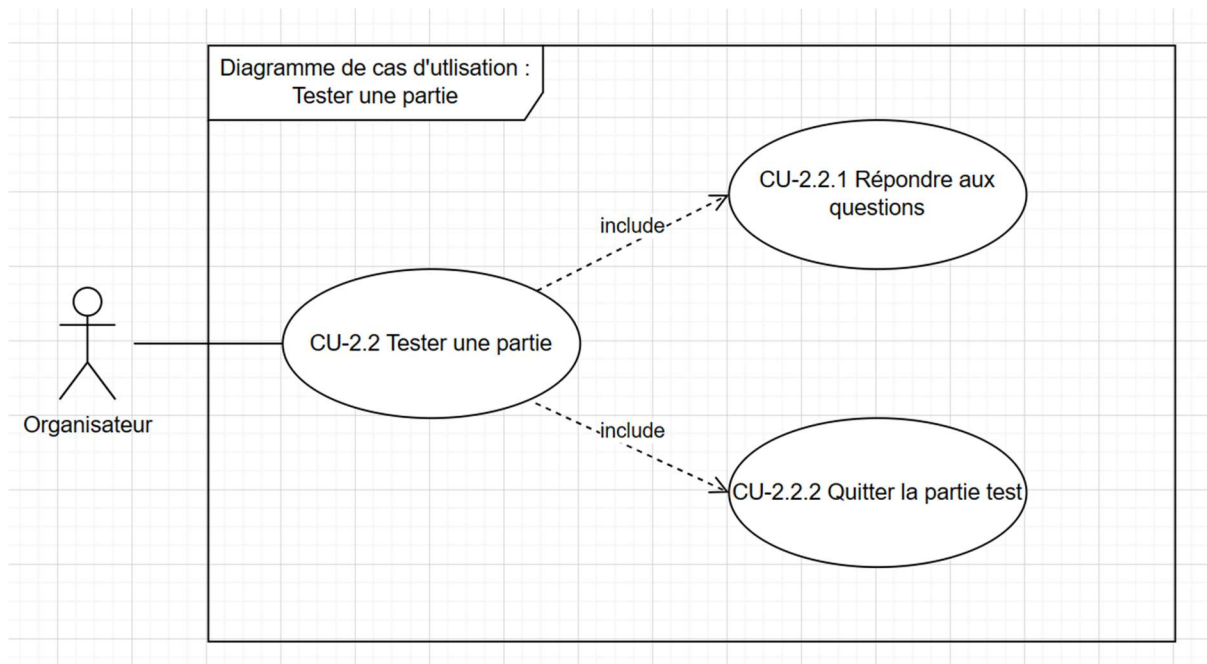 Diagramme de cas d'utlisation :
Tester une partie
CU-2.2.1 Répondre aux
questions
include
CU-2.2 Tester une partie
Organisateur
include
CU-2.2.2 Quitter la partie test